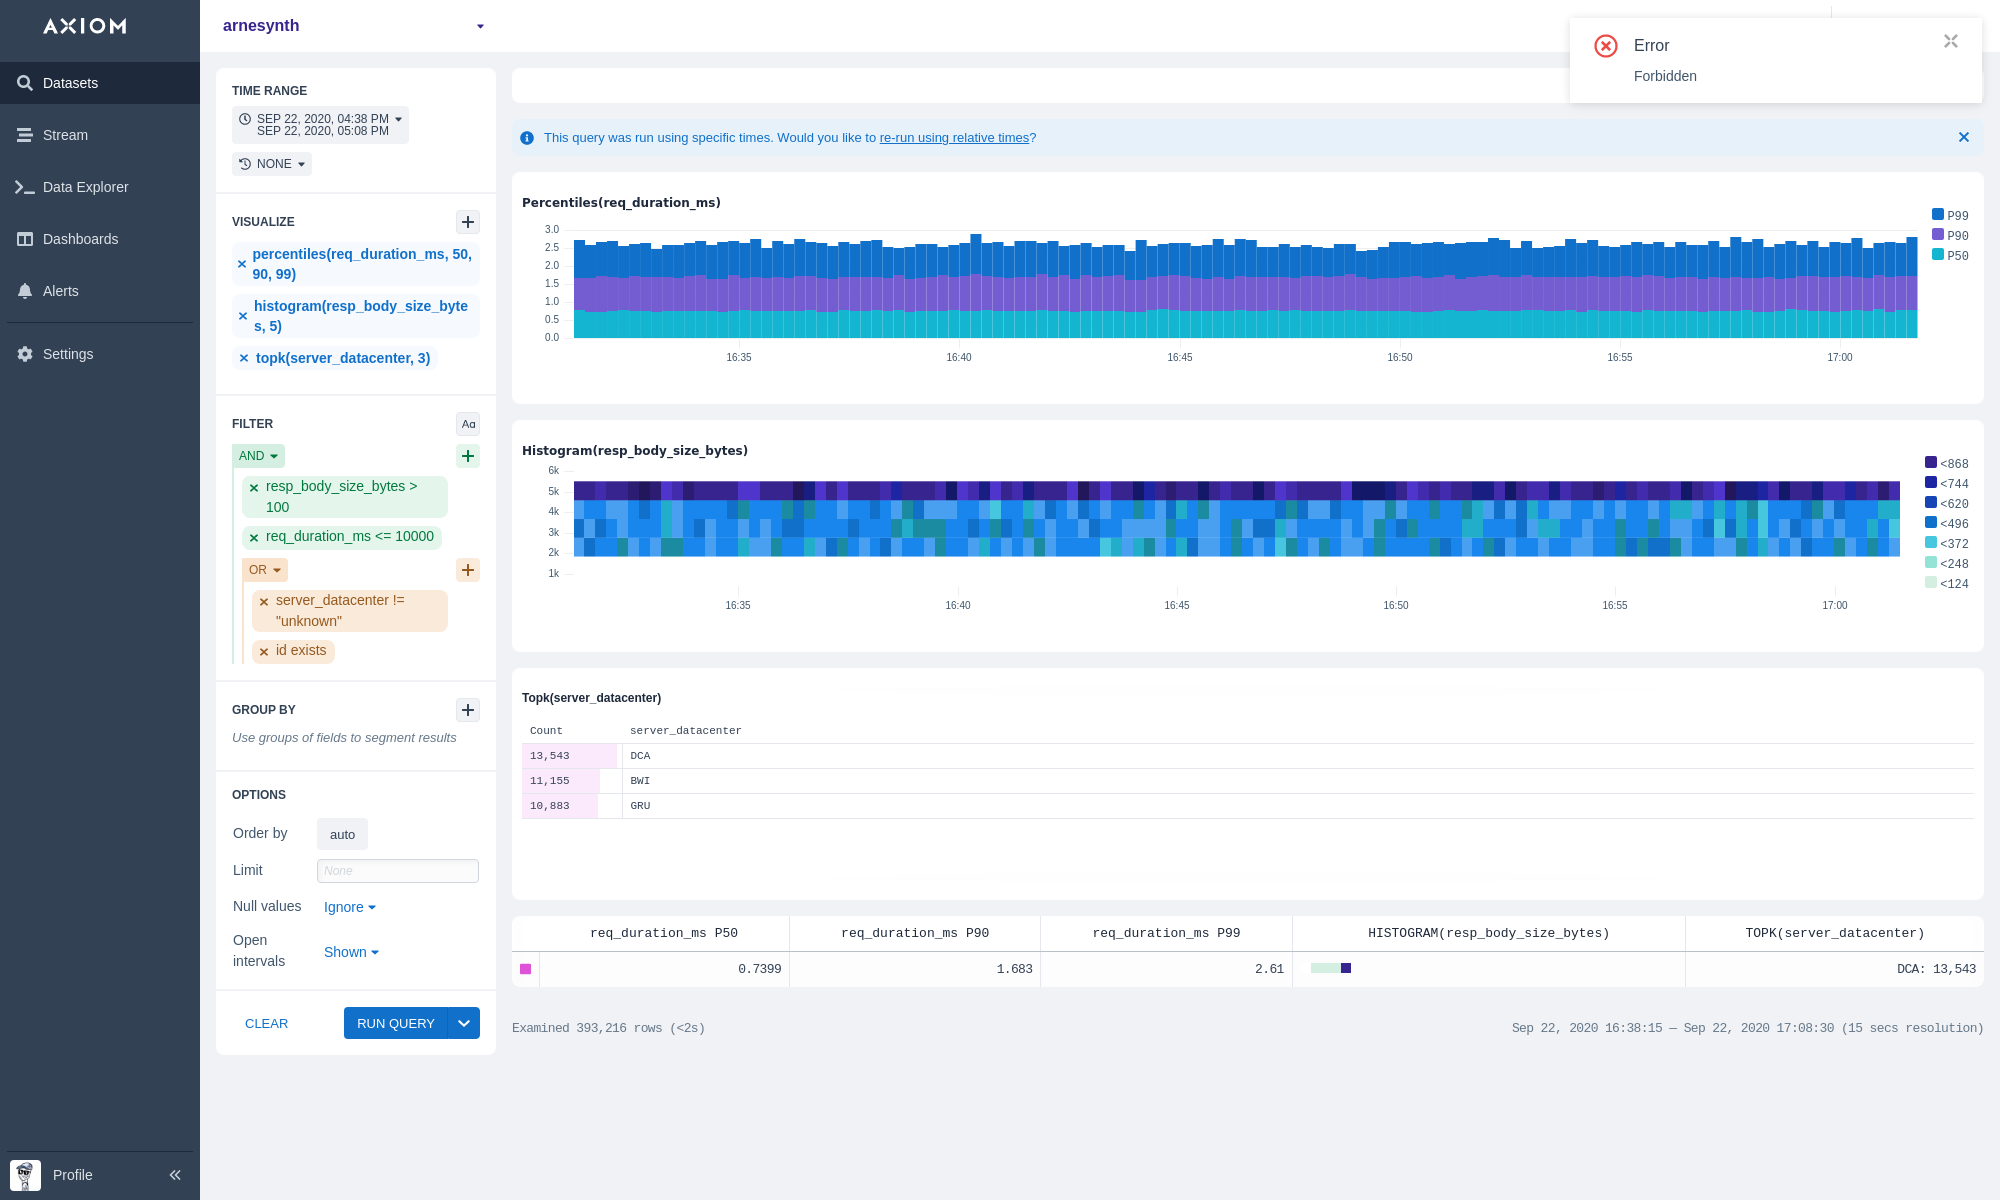 AXIOM
Datasets
Stream
Data Explorer
Dashboards
Alerts
Settings
Profile
arnesynth
Error
Forbidden
TIME RANGE
SEP 22, 2020, 04:38 PM
SEP 22, 2020, 05:08 PM
NONE
VISUALIZE
percentiles(req_duration_ms, 50,
90, 99)
histogram(resp_body_size_byte
s, 5)
topk(server_datacenter, 3)
FILTER
Aa
AND
resp_body_size_bytes >
100
req_duration_ms <= 10000
OR
server_datacenter !=
"unknown"
id exists
GROUP BY
Use groups of fields to segment results
OPTIONS
Order by
auto
Limit
None
Null values
Ignore
Open
intervals
Shown
CLEAR
RUN QUERY
This query was run using specific times. Would you like to re-run using relative times?
Percentiles(req_duration_ms)
3.0
2.5
2.0
1.5
1.0
0.5
0.0
16:35
16:40
16:45
16:50
16:55
17:00
P99
P90
P50
Histogram(resp_body_size_bytes)
6k
5k
4k
3k
2k
1k
16:35
16:40
16:45
16:50
16:55
17:00
<868
<744
<620
<496
<372
<248
<124
Topk(server_datacenter)
Count server_datacenter
13,543 DCA
11,155 BWI
10,883 GRU
req_duration_ms P50 req_duration_ms P90 req_duration_ms P99 HISTOGRAM(resp_body_size_bytes) TOPK(server_datacenter)
0.7399 1.683 2.61 DCA: 13,543
Examined 393,216 rows (<2s)
Sep 22, 2020 16:38:15 — Sep 22, 2020 17:08:30 (15 secs resolution)